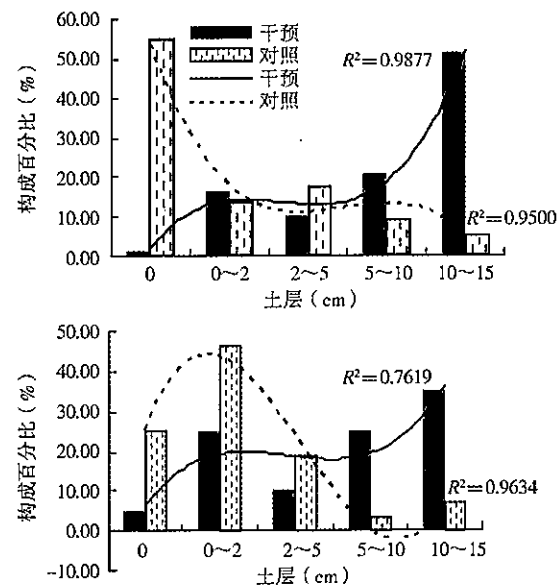 60.00
50.00
40.00
30.00
20.00
10.00
0.00
构成百分比（%）
干预
对照
干预
对照
R²=0.9877
R²=0.9500
0 0～2 2～5 5～10 10～15
土层（cm）
50.00
40.00
30.00
20.00
10.00
0.00
-10.00
构成百分比（%）
R²=0.7619
R²=0.9634
0 0～2 2～5 5～10 10～15
土层（cm）